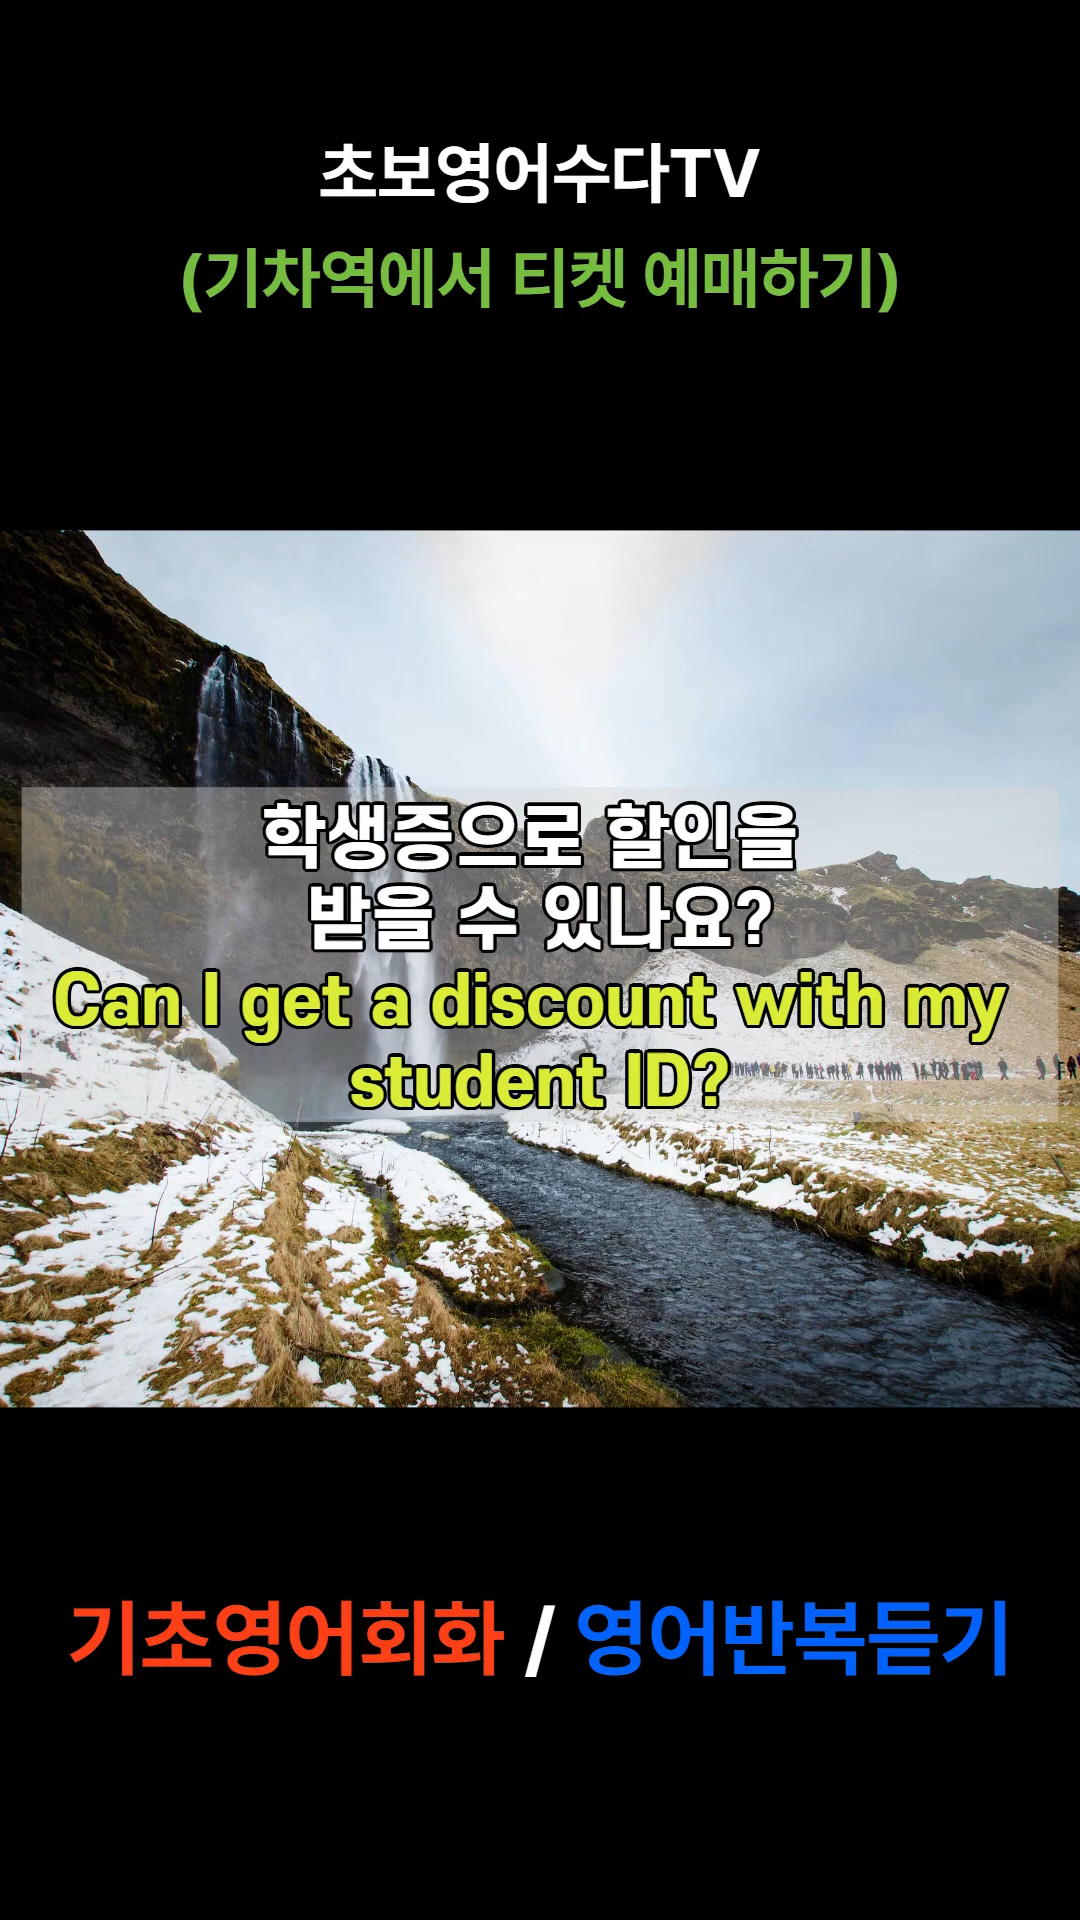 초보영어수다TV
(기차역에서 티켓 예매하기)
학생증으로 할인을
받을 수 있나요?
Can I get a discount with my
student ID?
기초영어회화 / 영어반복듣기